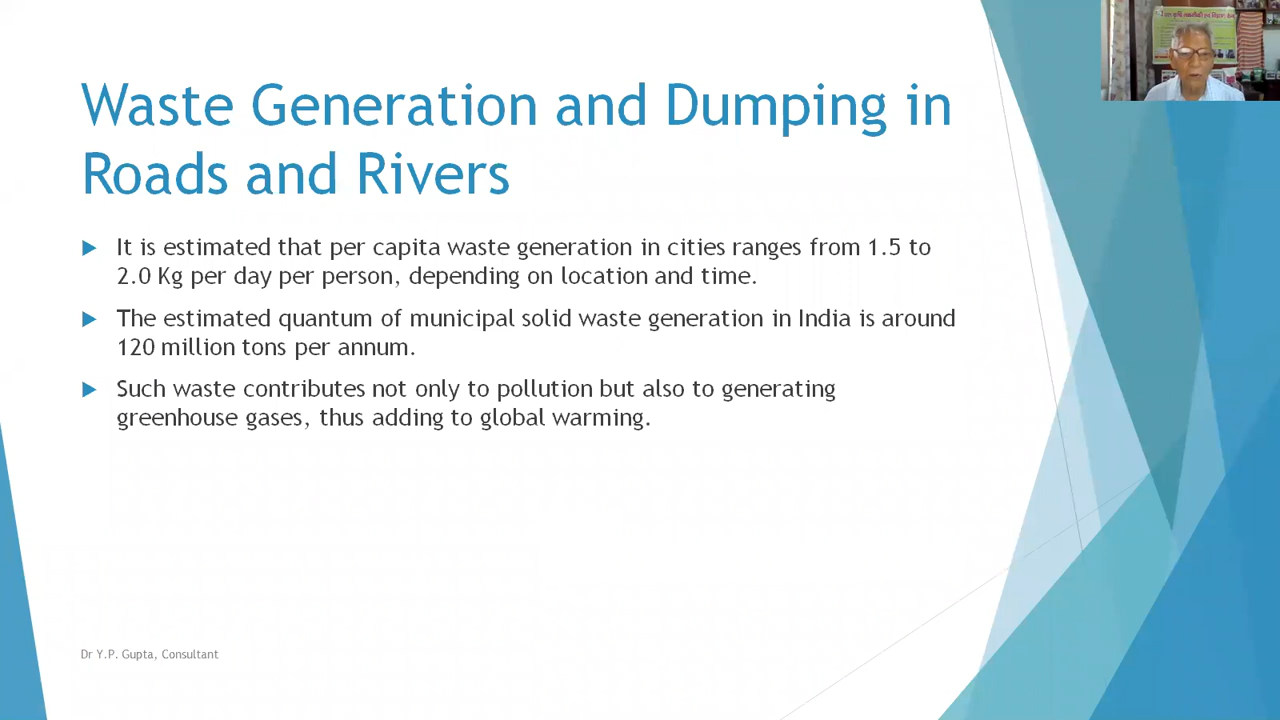 Waste Generation and Dumping in
Roads and Rivers
It is estimated that per capita waste generation in cities ranges from 1.5 to
2.0 Kg per day per person, depending on location and time.
The estimated quantum of municipal solid waste generation in India is around
120 million tons per annum.
Such waste contributes not only to pollution but also to generating
greenhouse gases, thus adding to global warming.
Dr Y.P. Gupta, Consultant